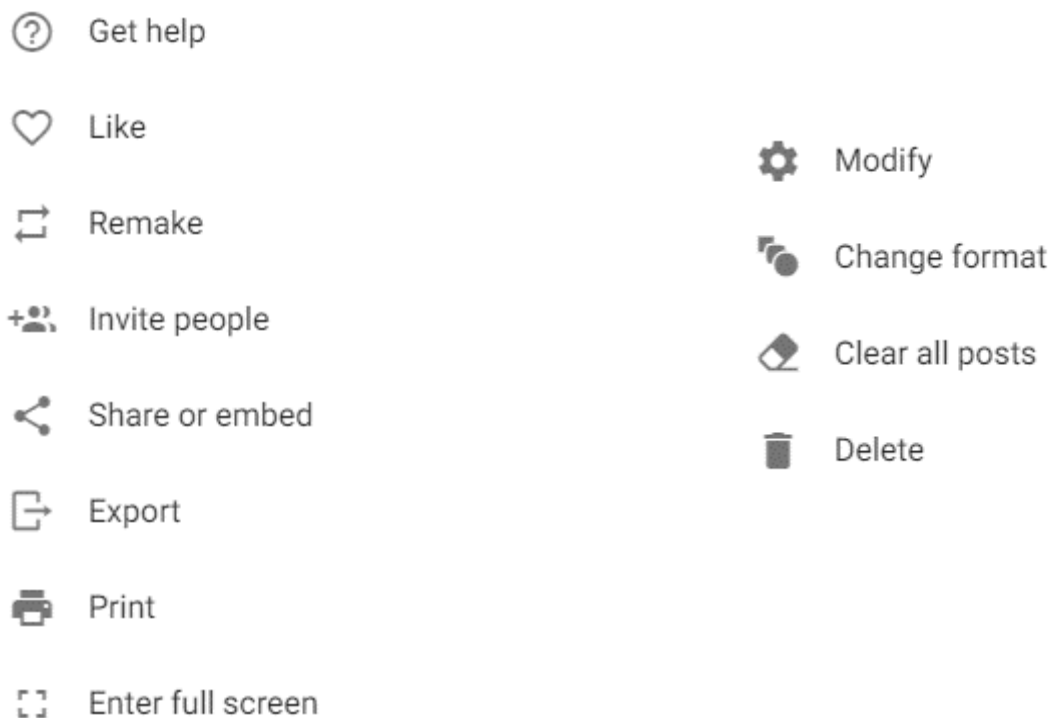 Get help
Like
Remake
Invite people
Share or embed
Export
Print
Enter full screen
Modify
Change format
Clear all posts
Delete